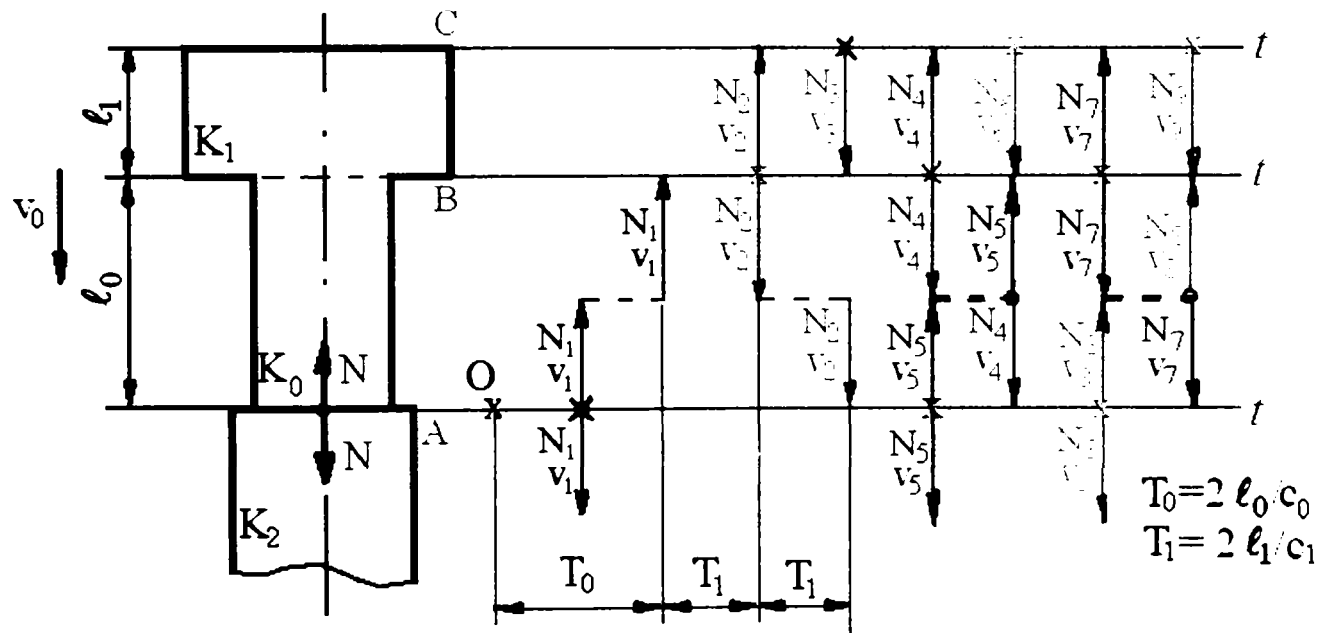 C
t
ℓ₁
K₁
N₂
v₂
N₃
v₃
N₄
v₄
N₇
v₇
B
t
v₀
ℓ₀
N₁
v₁
N₂
v₂
N₄
v₄
N₅
v₅
N₇
v₇
K₀
N
O
N₁
v₁
N₂
v₂
N₅
v₅
N₄
v₄
N₇
v₇
A
t
N
N₁
v₁
N₅
v₅
K₂
T₀=2 ℓ₀/c₀
T₁= 2 ℓ₁/c₁
T₀
T₁
T₁